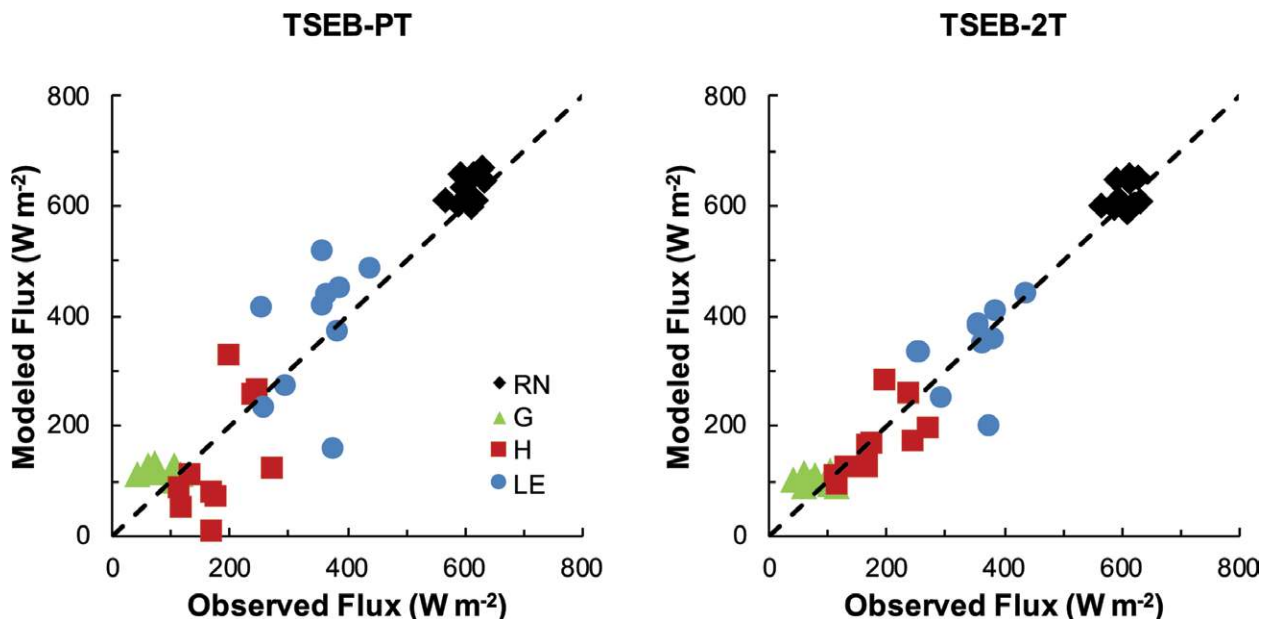 TSEB-PT
Modeled Flux (W m-2)
800
600
400
200
0
0 200 400 600 800
Observed Flux (W m-2)
RN
G
H
LE
TSEB-2T
Modeled Flux (W m-2)
800
600
400
200
0
0 200 400 600 800
Observed Flux (W m-2)